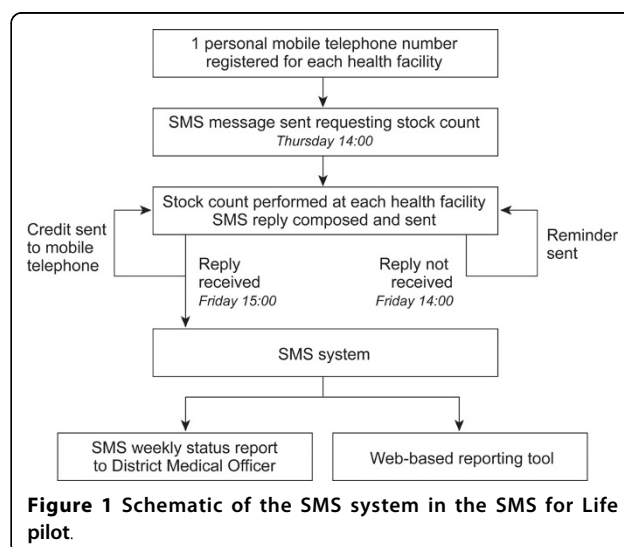 1 personal mobile telephone number
registered for each health facility
SMS message sent requesting stock count
Thursday 14:00
Stock count performed at each health facility
SMS reply composed and sent
Credit sent
to mobile
telephone
Reminder
sent
Reply
received
Friday 15:00
Reply not
received
Friday 14:00
SMS system
SMS weekly status report
to District Medical Officer
Web-based reporting tool
Figure 1 Schematic of the SMS system in the SMS for Life
pilot.